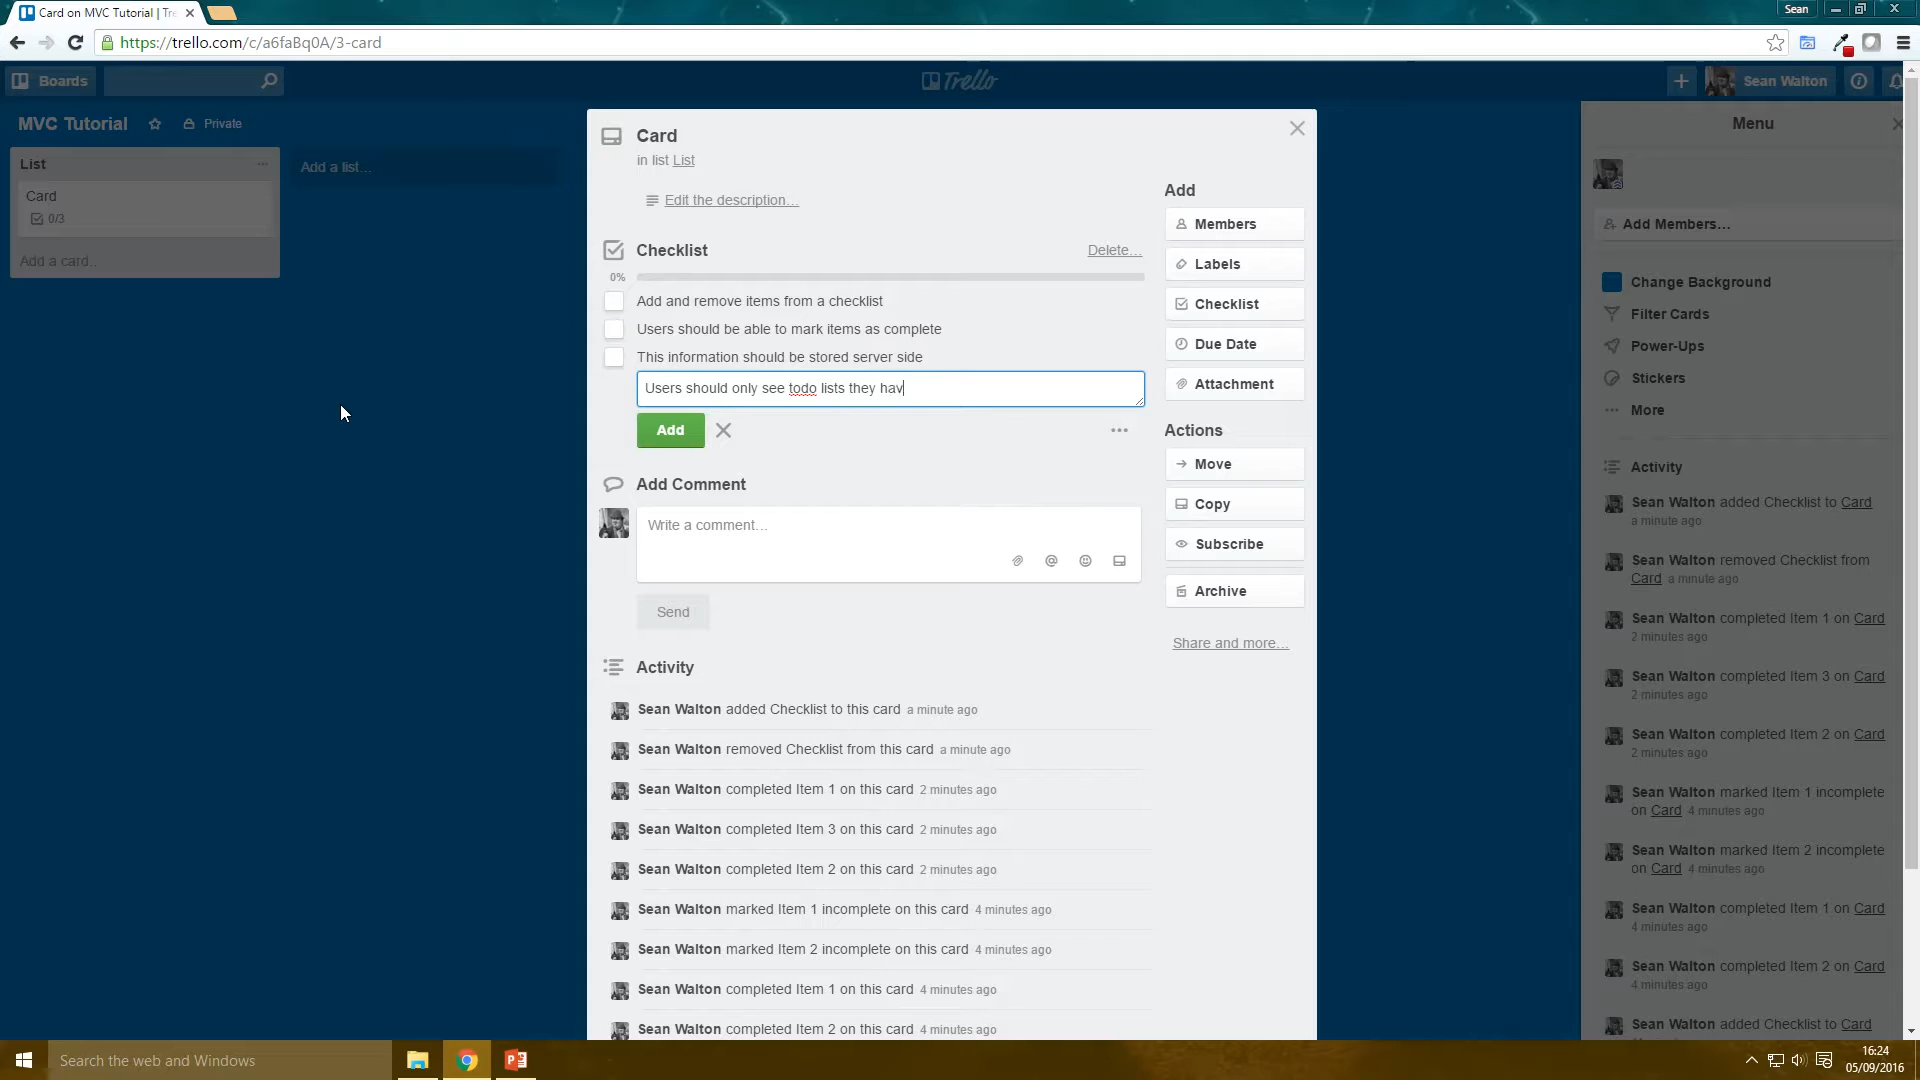 Card on MVC Tutorial | Tre
Sean
https://trello.com/c/a6faBq0A/3-card
Boards
Trello
Sean Walton
MVC Tutorial
Private
List
Card
0/3
Add a card…
Add a list…
Card
in list List
Edit the description…
Checklist
Delete…
0%
Add and remove items from a checklist
Users should be able to mark items as complete
This information should be stored server side
Users should only see todo lists they hav
Add
Add Comment
Write a comment…
Send
Activity
Sean Walton added Checklist to this card a minute ago
Sean Walton removed Checklist from this card a minute ago
Sean Walton completed Item 1 on this card 2 minutes ago
Sean Walton completed Item 3 on this card 2 minutes ago
Sean Walton completed Item 2 on this card 2 minutes ago
Sean Walton marked Item 1 incomplete on this card 4 minutes ago
Sean Walton marked Item 2 incomplete on this card 4 minutes ago
Sean Walton completed Item 1 on this card 4 minutes ago
Sean Walton completed Item 2 on this card 4 minutes ago
Add
Members
Labels
Checklist
Due Date
Attachment
Actions
Move
Copy
Subscribe
Archive
Share and more…
Menu
Add Members…
Change Background
Filter Cards
Power-Ups
Stickers
More
Activity
Sean Walton added Checklist to Card
a minute ago
Sean Walton removed Checklist from
Card a minute ago
Sean Walton completed Item 1 on Card
2 minutes ago
Sean Walton completed Item 3 on Card
2 minutes ago
Sean Walton completed Item 2 on Card
2 minutes ago
Sean Walton marked Item 1 incomplete
on Card 4 minutes ago
Sean Walton marked Item 2 incomplete
on Card 4 minutes ago
Sean Walton completed Item 1 on Card
4 minutes ago
Sean Walton completed Item 2 on Card
4 minutes ago
Sean Walton added Checklist to Card
Search the web and Windows
16:24
05/09/2016